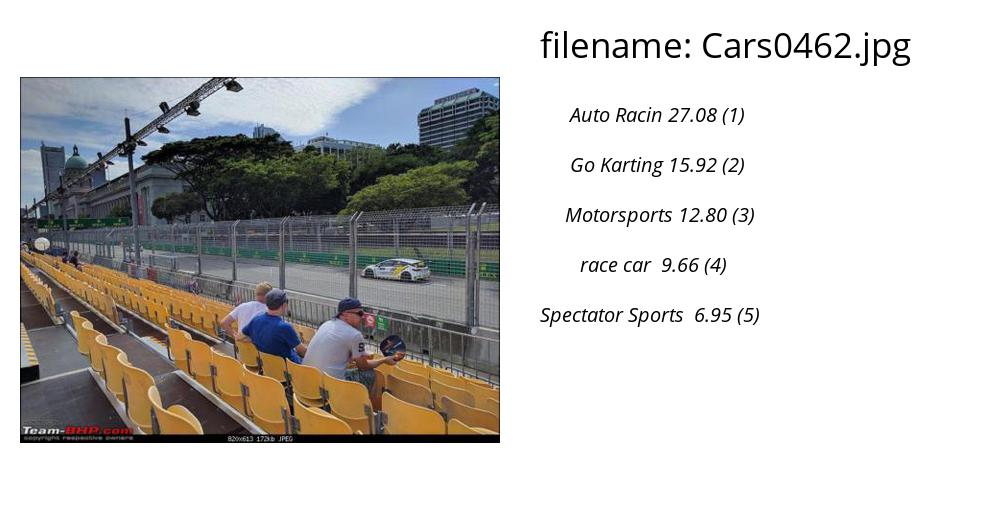 filename: Cars0462.jpg
Auto Racin 27.08 (1)
Go Karting 15.92 (2)
Motorsports 12.80 (3)
race car 9.66 (4)
Spectator Sports 6.95 (5)
Team-BHP.com
copyright respective owners
820x613 172kb JPEG